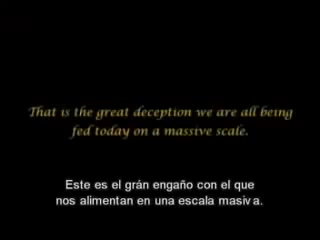 That is the great deception we are all being
fed today on a massive scale.
Este es el grán engaño con el que
nos alimentan en una escala masiva.